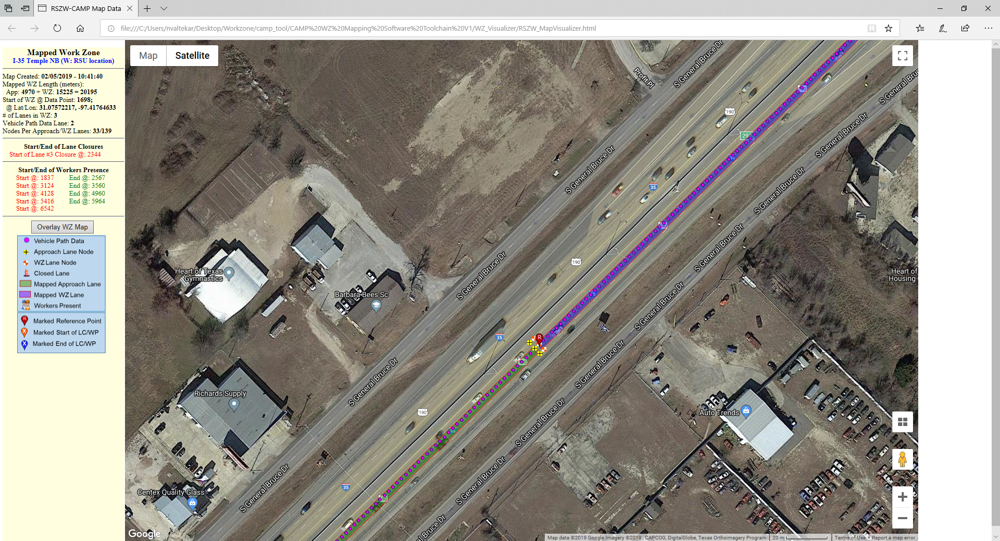 RSZW-CAMP Map Data
file:///C:/Users/nvaltekar/Desktop/Workzone/camp_tool/CAMP%20WZ%20Mapping%20Software%20Toolchain%20V1/WZ_Visualizer/RSZW_MapVisualizer.html
Mapped Work Zone
I-35 Temple NB (W: RSU location)
Map Created: 02/05/2019 - 10:41:40
Mapped WZ Length (meters):
App: 4970 + WZ: 15225 = 20195
Start of WZ @ Data Point: 1698;
@ Lat/Lon: 31.07572217, -97.41764633
# of Lanes in WZ: 3
Vehicle Path Data Lane: 2
Nodes Per Approach/WZ Lanes: 33/139
Start/End of Lane Closures
Start of Lane #3 Closure @: 2344
Start/End of Workers Presence
Start @: 1837 End @: 2567
Start @: 3124 End @: 3560
Start @: 4128 End @: 4960
Start @: 5416 End @: 5964
Start @: 6542
Overlay WZ Map
Vehicle Path Data
Approach Lane Node
WZ Lane Node
Closed Lane
Mapped Approach Lane
Mapped WZ Lane
Workers Present
R Marked Reference Point
X Marked Start of LC/WP
X Marked End of LC/WP
Map Satellite
Profit Pl
S General Bruce Dr
S General Bruce
190
S General Bruce Dr
S General Bruce Dr
35
S General Bruce Dr
S General Bruce Dr
190
S General Bruce Dr
S General Bruce Dr
Heart of Texas
Gymnastics
Heart of
Housing
Barbara Bees Sc
S General Bruce Dr
35
R
S General Bruce Dr
S General Bruce Dr
Richards Supply
190
Auto Trends
S General Bruce Dr
S General Bruce Dr
S General Bruce Dr
35
Centex Quality Glass
Google
Map data ©2019 Google Imagery ©2019 , CAPCOG, DigitalGlobe, Texas Orthoimagery Program
20 m
Terms of Use
Report a map error